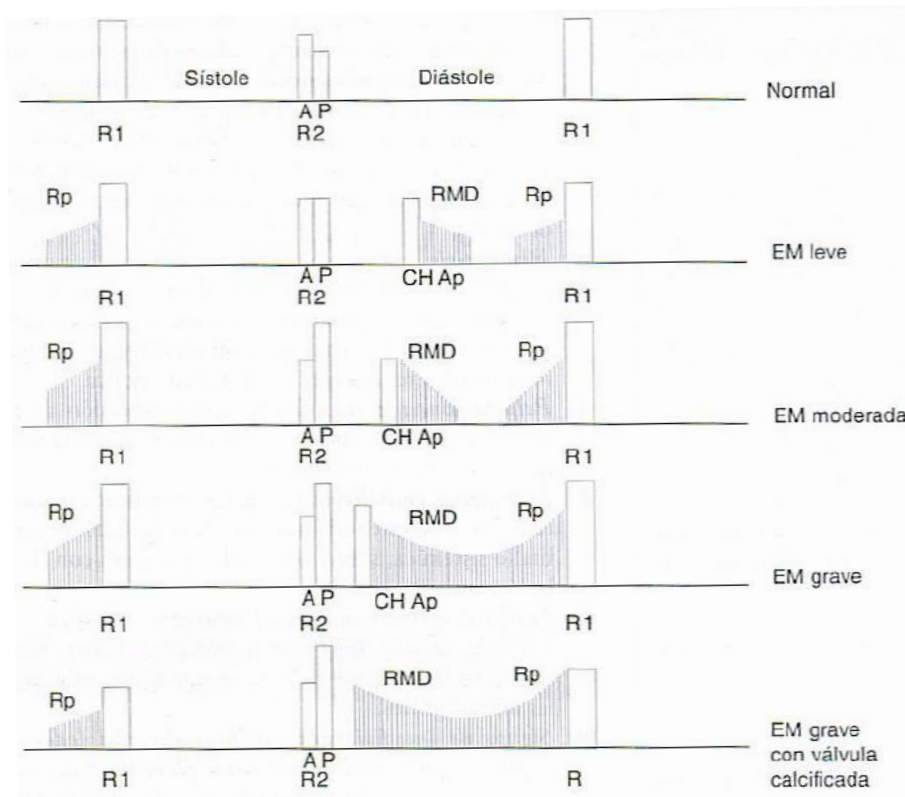 Sístole Diástole
Normal
A P
R1 R2 R1
Rp RMD Rp
EM leve
A P CH Ap
R1 R2 R1
Rp RMD Rp
EM moderada
A P CH Ap
R1 R2 R1
Rp RMD Rp
EM grave
A P CH Ap
R1 R2 R1
Rp RMD Rp
EM grave
con válvula
calcificada
A P
R1 R2 R